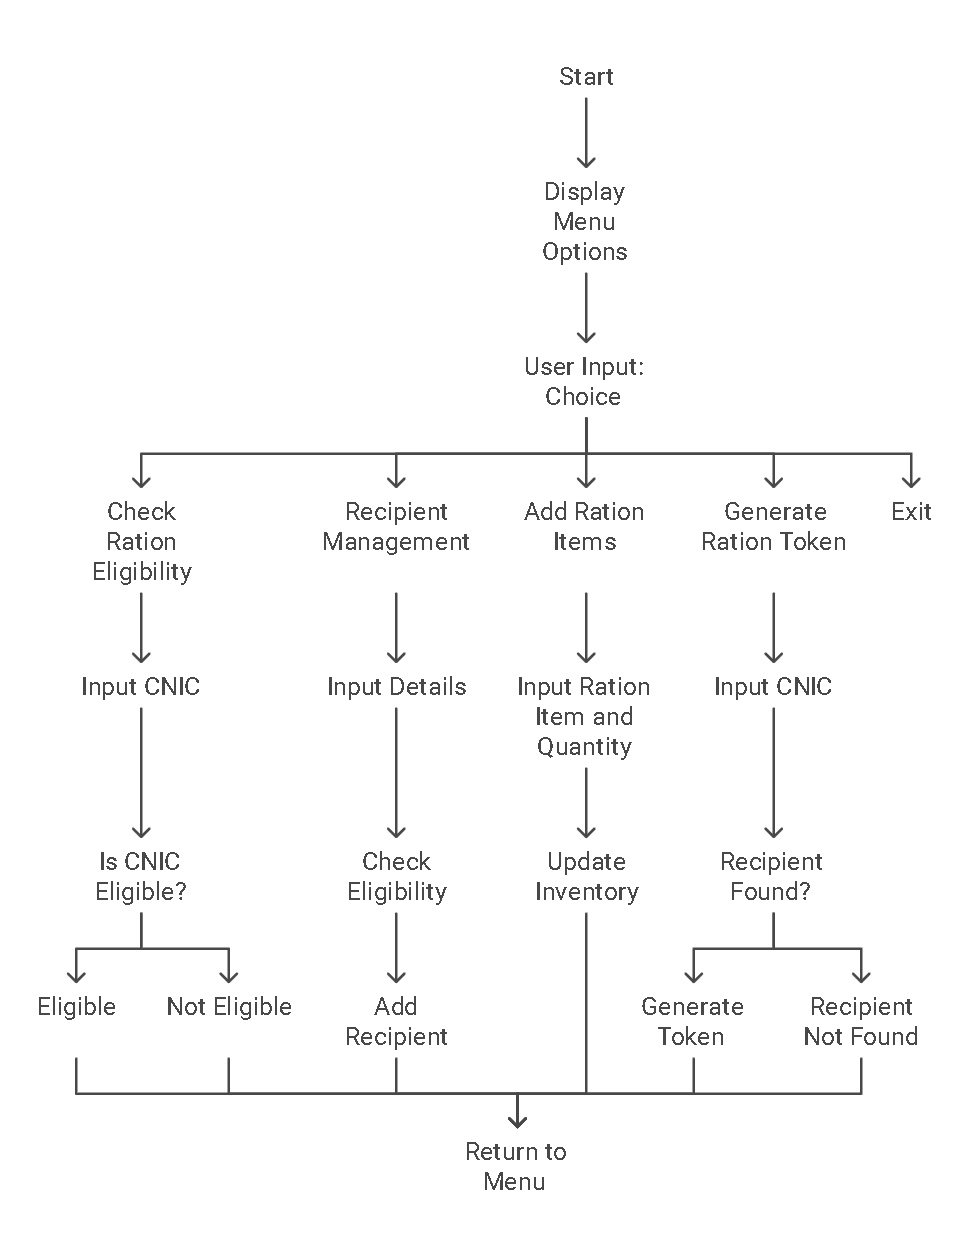 Start
Display
Menu
Options
User Input:
Choice
Check
Ration
Eligibility
Recipient
Management
Add Ration
Items
Generate
Ration Token
Exit
Input CNIC
Input Details
Input Ration
Item and
Quantity
Input CNIC
Is CNIC
Eligible?
Check
Eligibility
Update
Inventory
Recipient
Found?
Eligible
Not Eligible
Add
Recipient
Generate
Token
Recipient
Not Found
Return to
Menu